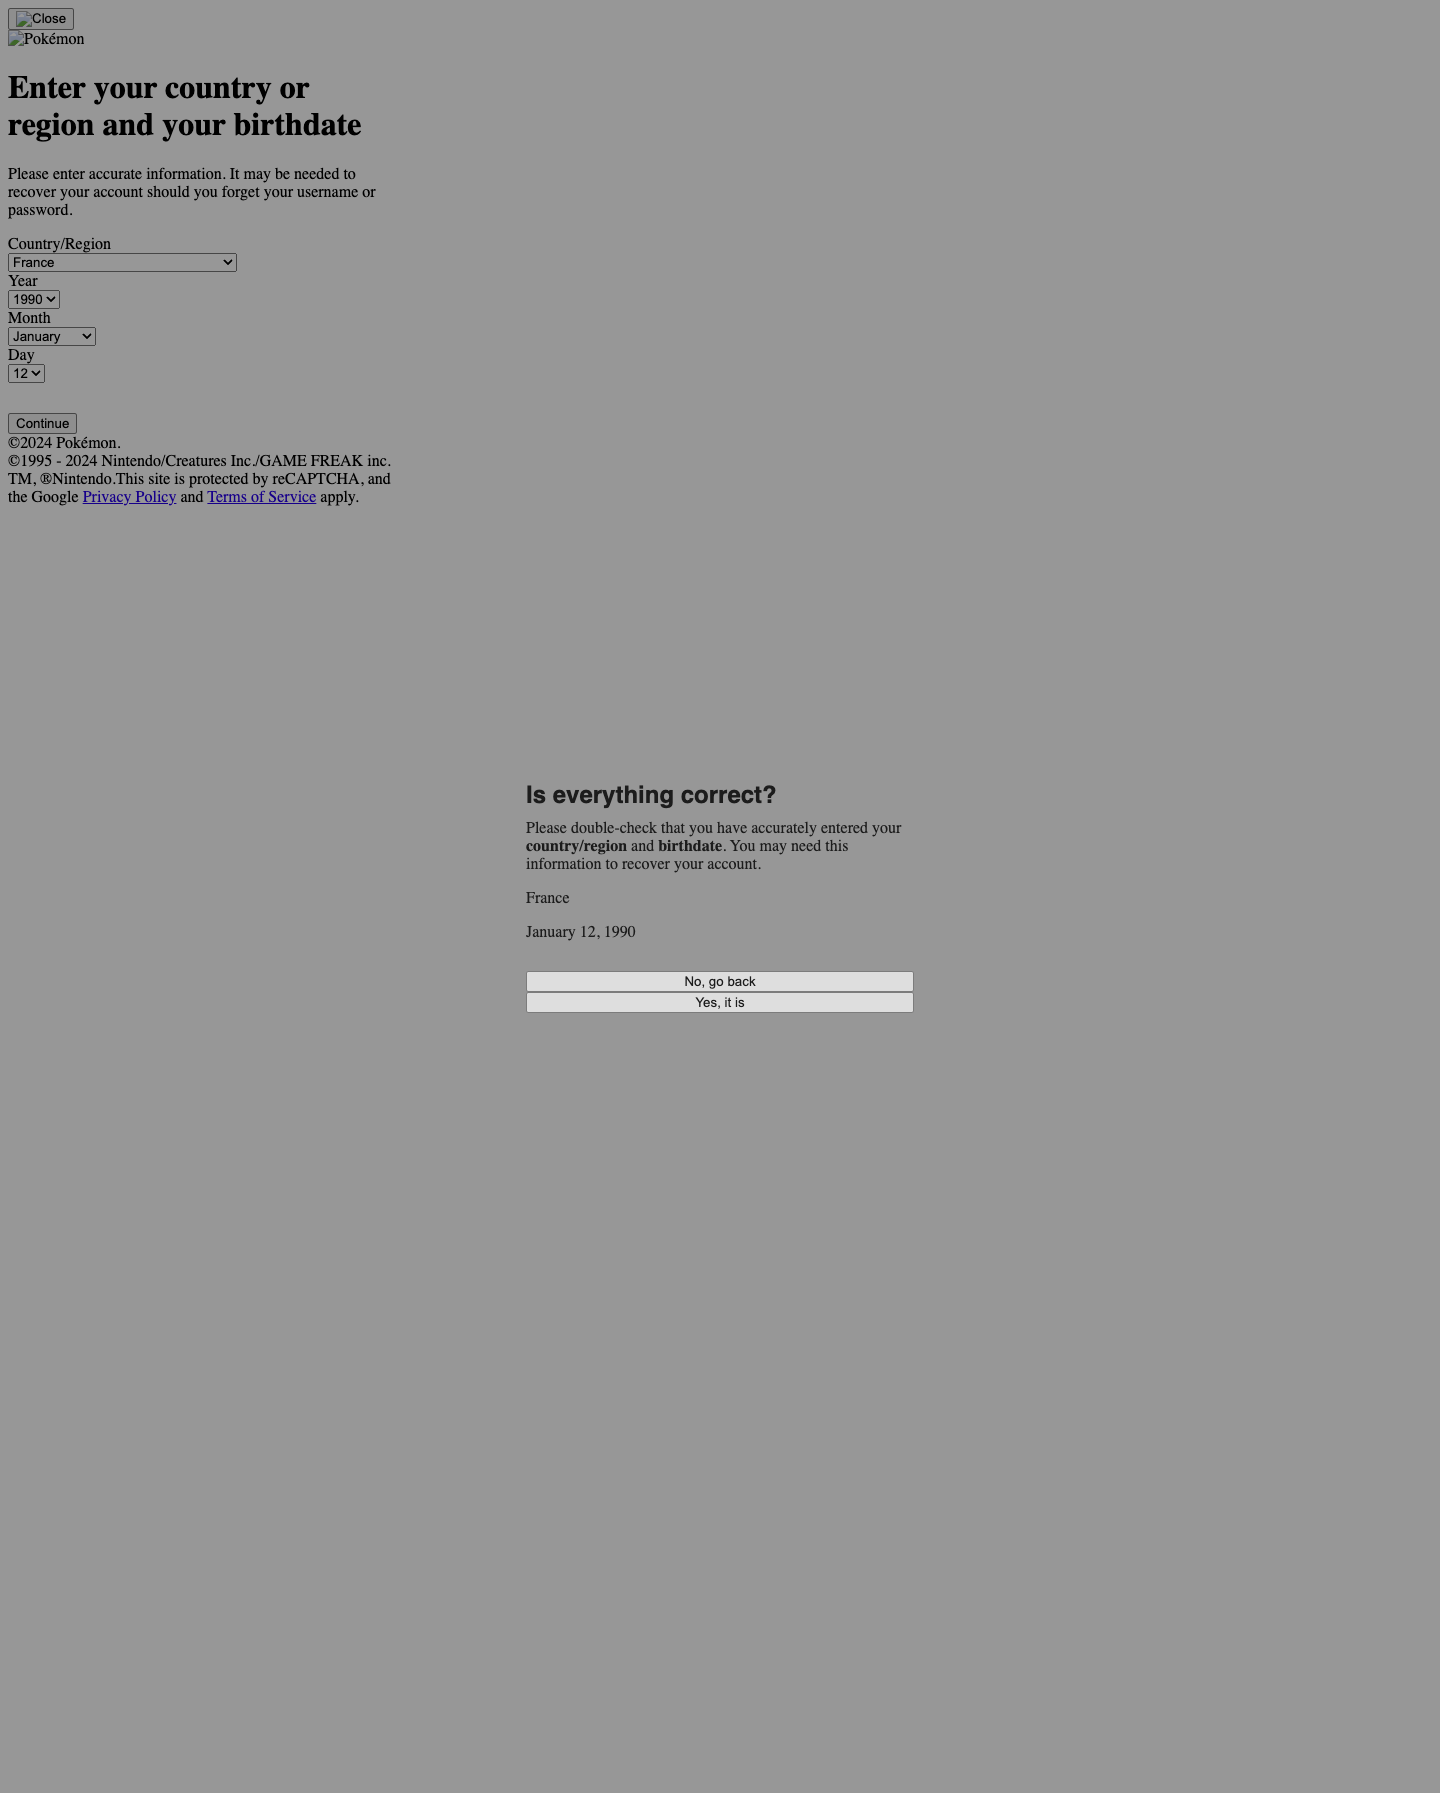 Close
Pokémon
Enter your country or
region and your birthdate
Please enter accurate information. It may be needed to
recover your account should you forget your username or
password.
Country/Region
France
Year
1990
Month
January
Day
12
Continue
©2024 Pokémon.
©1995 - 2024 Nintendo/Creatures Inc./GAME FREAK inc.
TM, ®Nintendo.This site is protected by reCAPTCHA, and
the Google Privacy Policy and Terms of Service apply.
Is everything correct?
Please double-check that you have accurately entered your
country/region and birthdate. You may need this
information to recover your account.
France
January 12, 1990
No, go back
Yes, it is